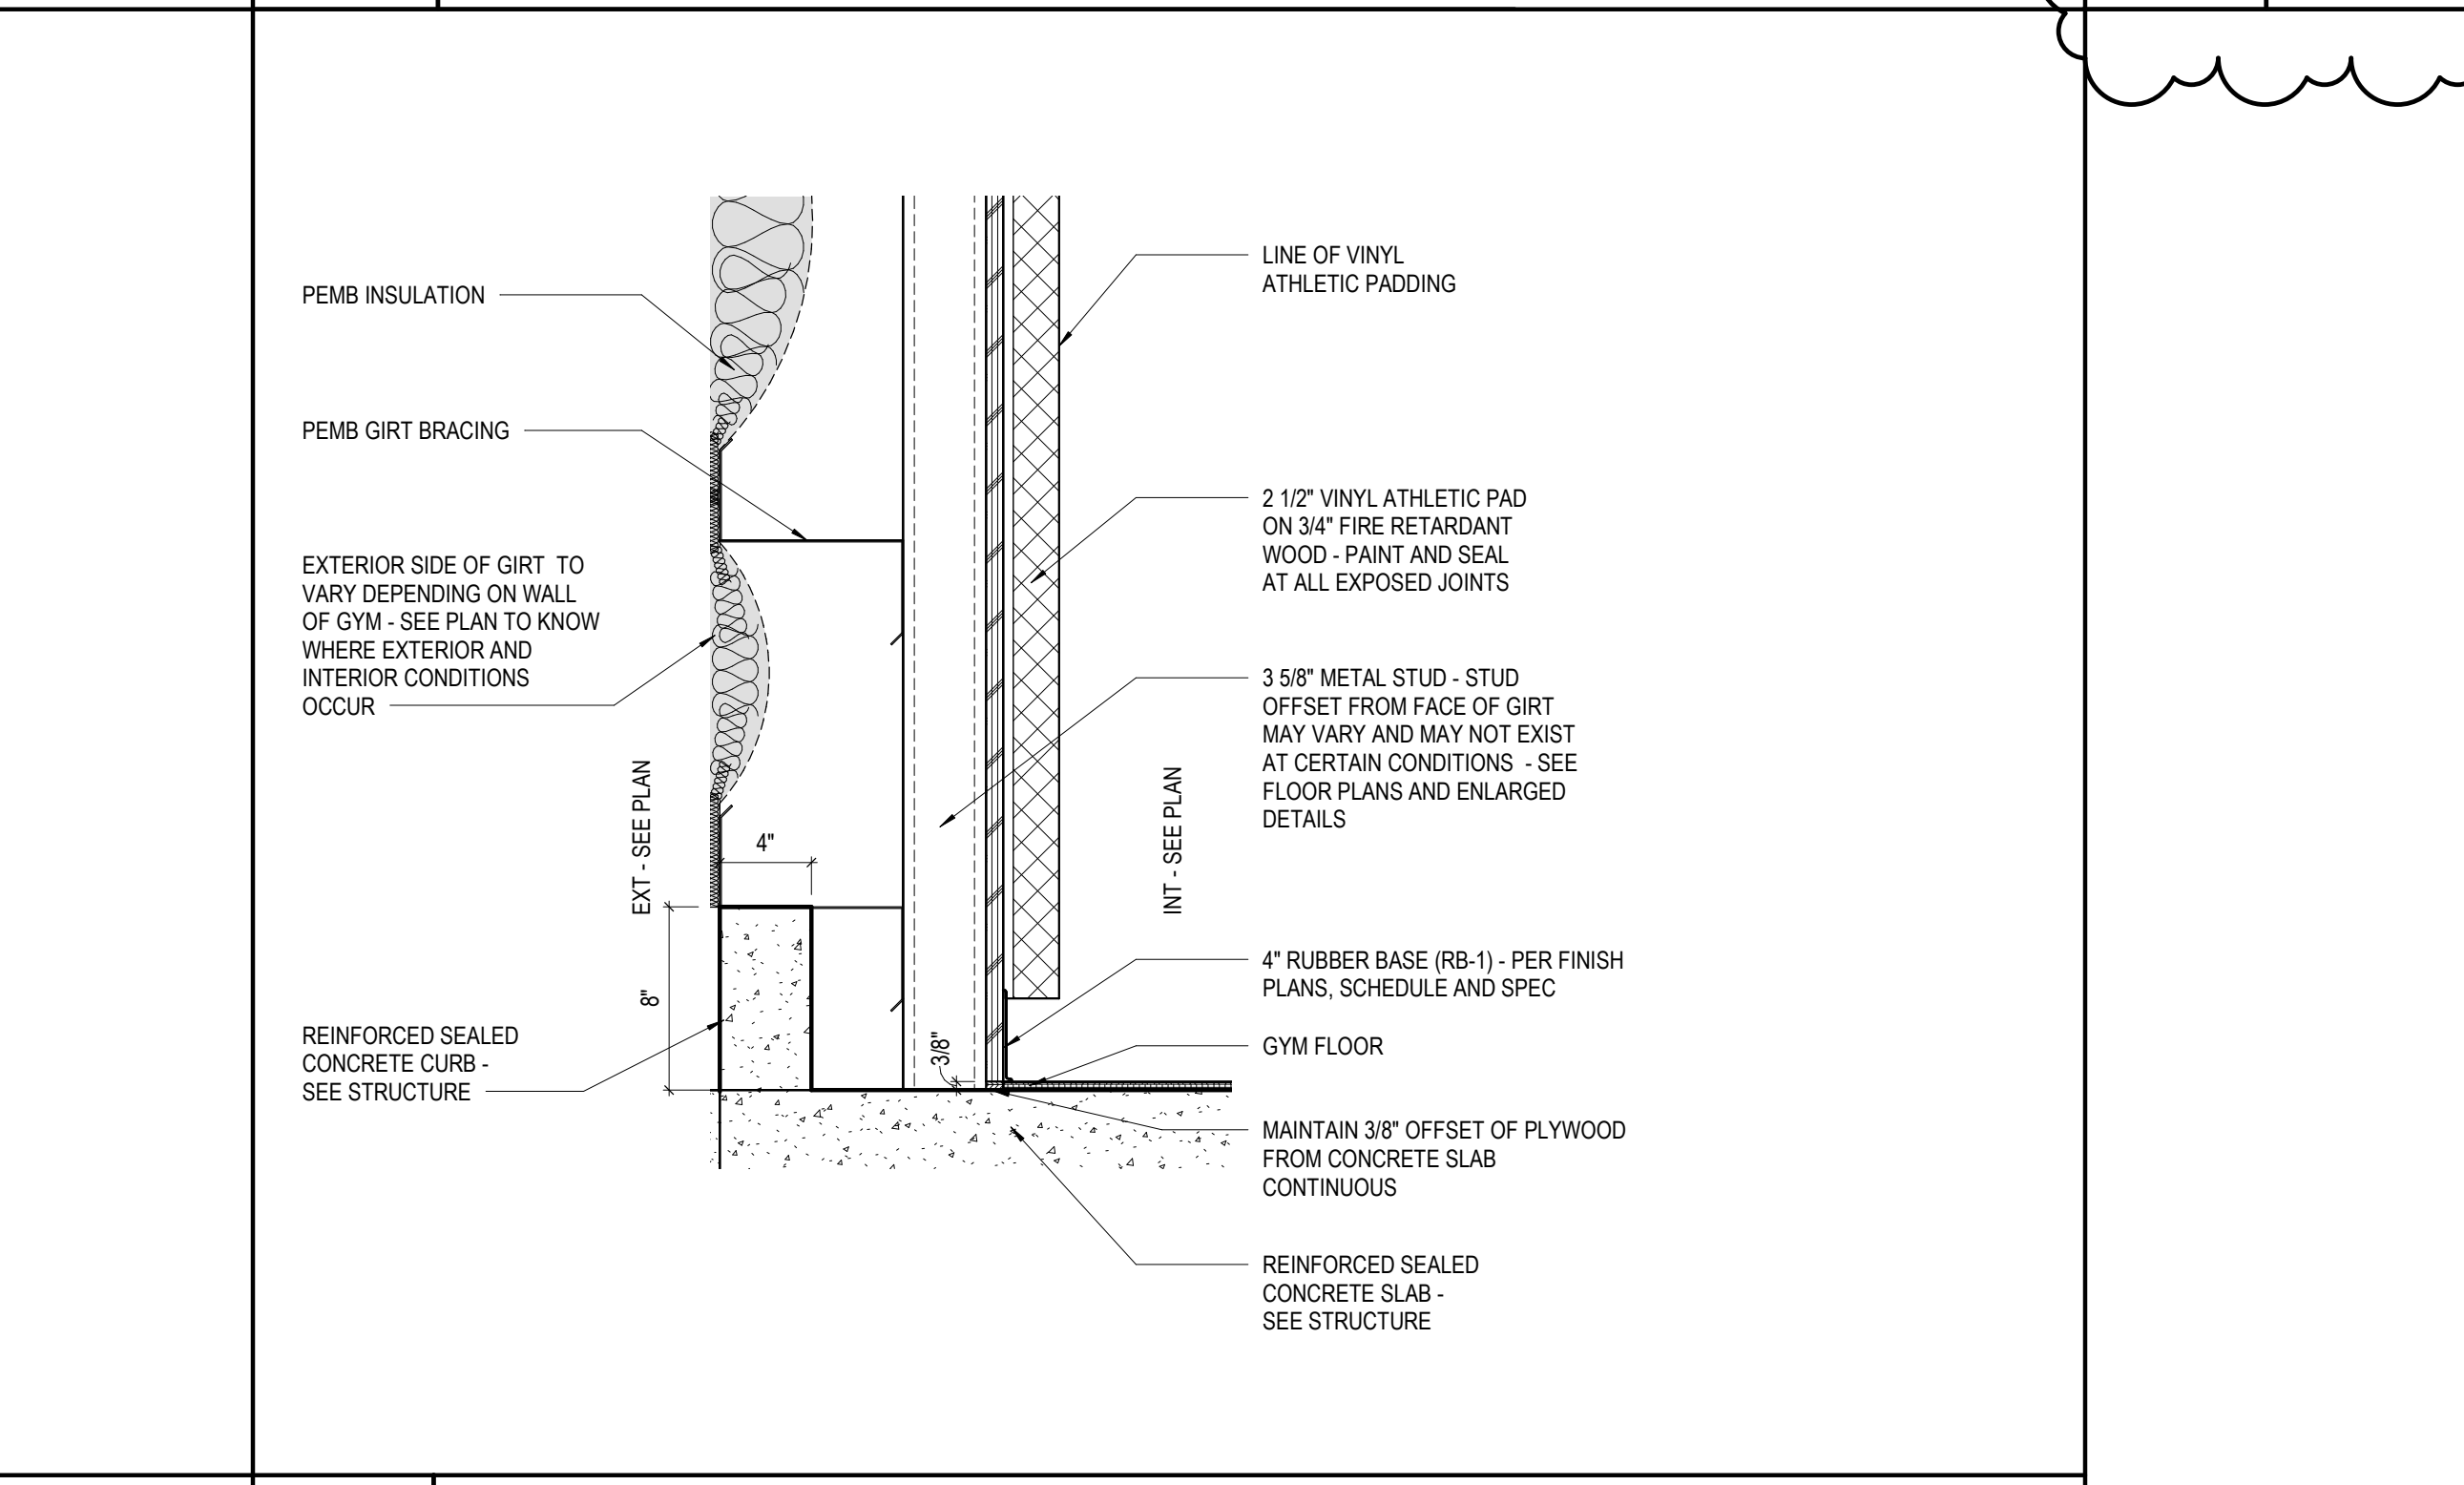 PEMB INSULATION
PEMB GIRT BRACING
EXTERIOR SIDE OF GIRT TO
VARY DEPENDING ON WALL
OF GYM - SEE PLAN TO KNOW
WHERE EXTERIOR AND
INTERIOR CONDITIONS
OCCUR
EXT - SEE PLAN
4"
8"
REINFORCED SEALED
CONCRETE CURB -
SEE STRUCTURE
3/8"
INT - SEE PLAN
LINE OF VINYL
ATHLETIC PADDING
2 1/2" VINYL ATHLETIC PAD
ON 3/4" FIRE RETARDANT
WOOD - PAINT AND SEAL
AT ALL EXPOSED JOINTS
3 5/8" METAL STUD - STUD
OFFSET FROM FACE OF GIRT
MAY VARY AND MAY NOT EXIST
AT CERTAIN CONDITIONS - SEE
FLOOR PLANS AND ENLARGED
DETAILS
4" RUBBER BASE (RB-1) - PER FINISH
PLANS, SCHEDULE AND SPEC
GYM FLOOR
MAINTAIN 3/8" OFFSET OF PLYWOOD
FROM CONCRETE SLAB
CONTINUOUS
REINFORCED SEALED
CONCRETE SLAB -
SEE STRUCTURE